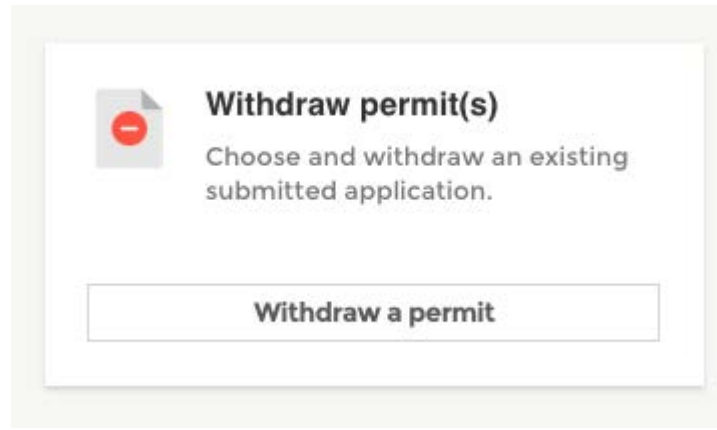 Withdraw permit(s)
Choose and withdraw an existing
submitted application.
Withdraw a permit